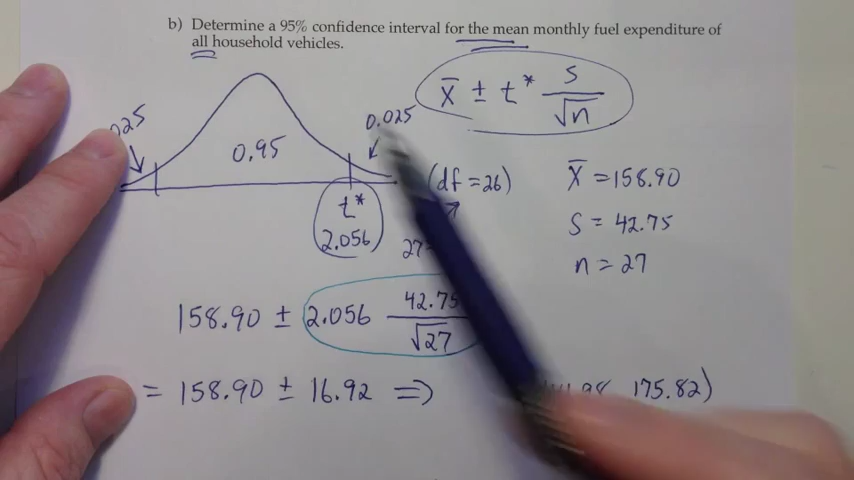 b) Determine a 95% confidence interval for the mean monthly fuel expenditure of
all household vehicles.
x̄ ± t* s/√n
0.025
0.95
(df = 26)
x̄ = 158.90
t*
2.056
s = 42.75
27
n = 27
158.90 ± 2.056 42.75/√27
= 158.90 ± 16.92 ⇒ 175.82)